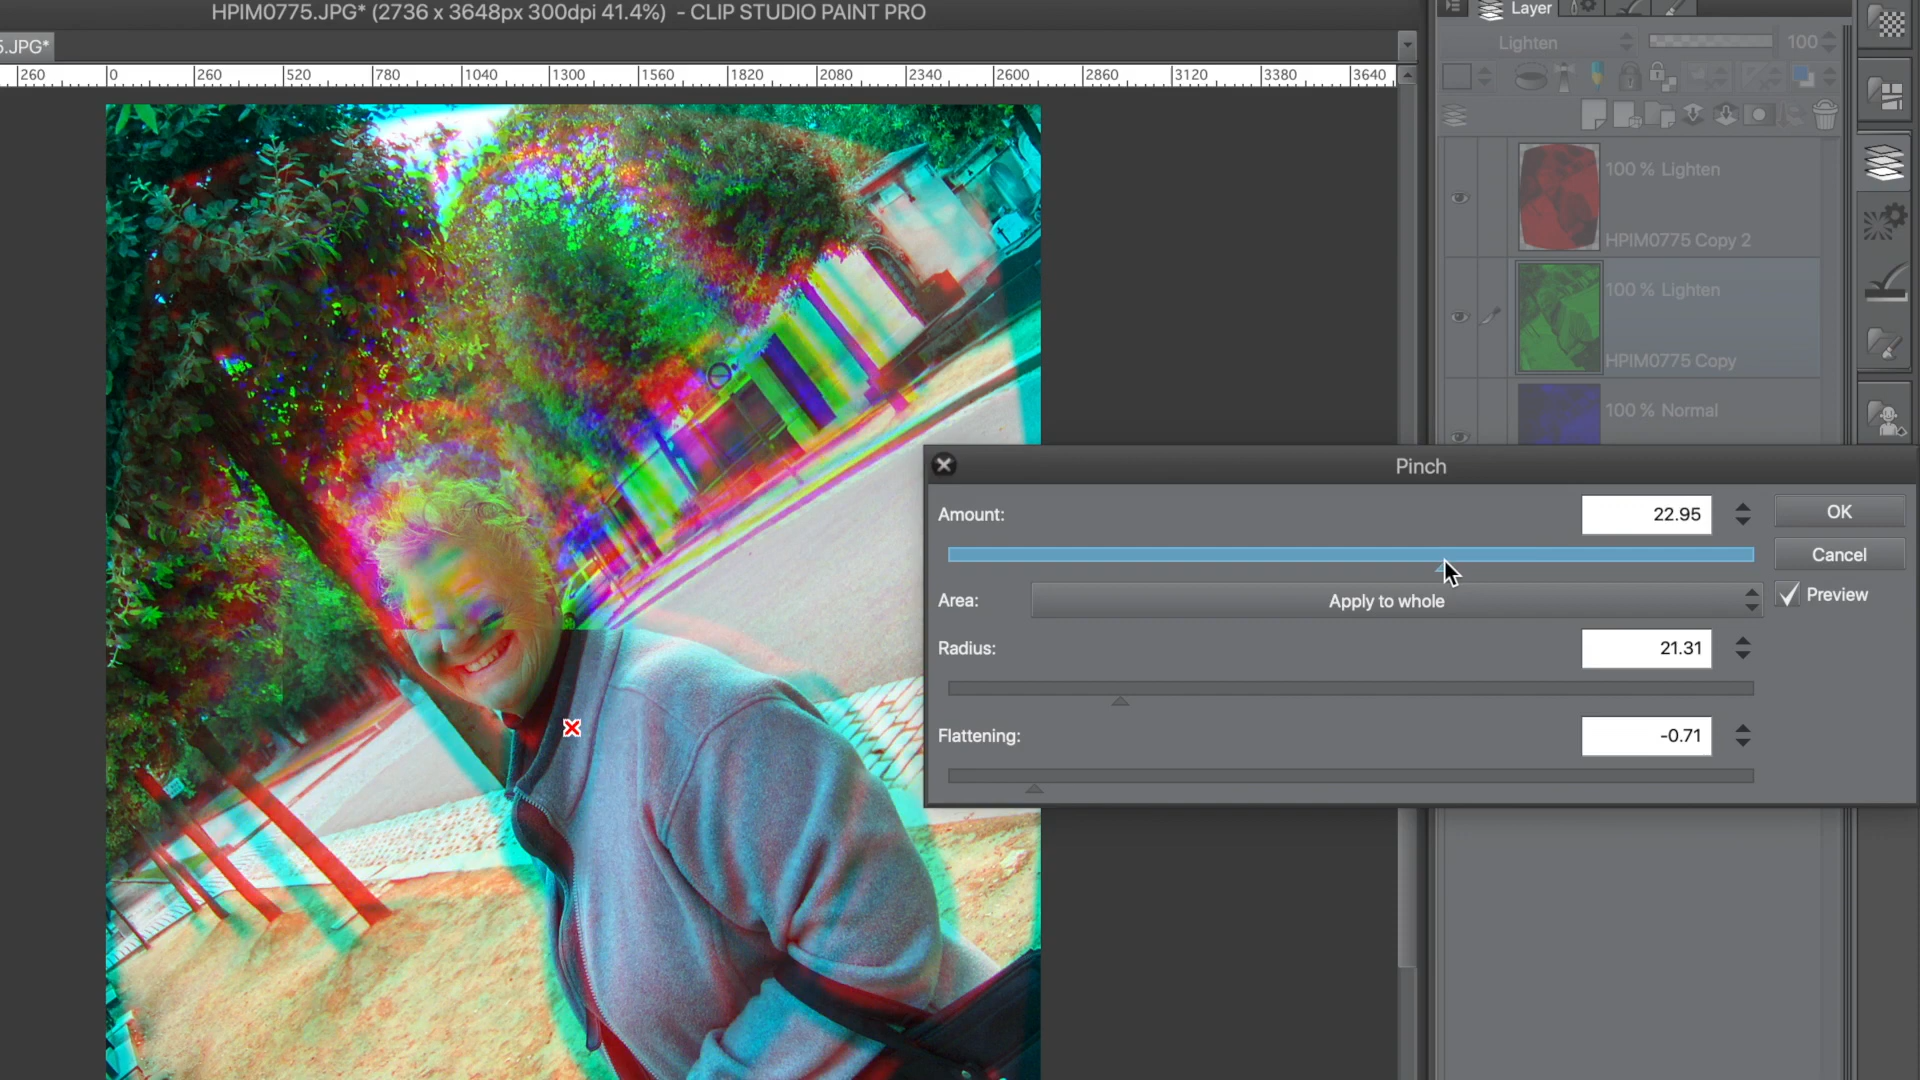 HPIM0775.JPG* (2736 x 3648px 300dpi 41.4%) - CLIP STUDIO PAINT PRO
5.JPG*
260 0 260 520 780 1040 1300 1560 1820 2080 2340 2600 2860 3120 3380 3640
Layer
Lighten 100
100 % Lighten
HPIM0775 Copy 2
100 % Lighten
HPIM0775 Copy
100 % Normal
Pinch
Amount: 22.95 OK
Cancel
Area: Apply to whole Preview
Radius: 21.31
Flattening: -0.71